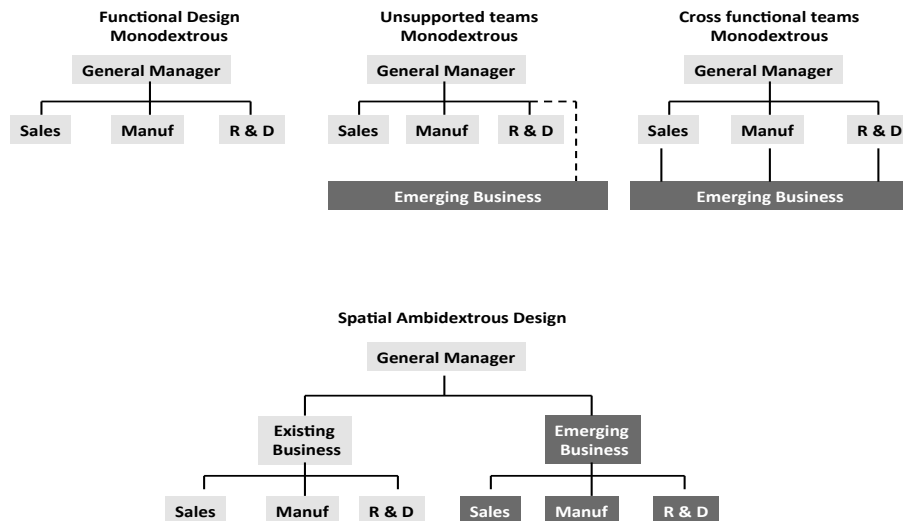 Functional Design
Monodextrous
General Manager
Sales Manuf R & D
Unsupported teams
Monodextrous
General Manager
Sales Manuf R & D
Emerging Business
Cross functional teams
Monodextrous
General Manager
Sales Manuf R & D
Emerging Business
Spatial Ambidextrous Design
General Manager
Existing
Business
Sales Manuf R & D
Emerging
Business
Sales Manuf R & D